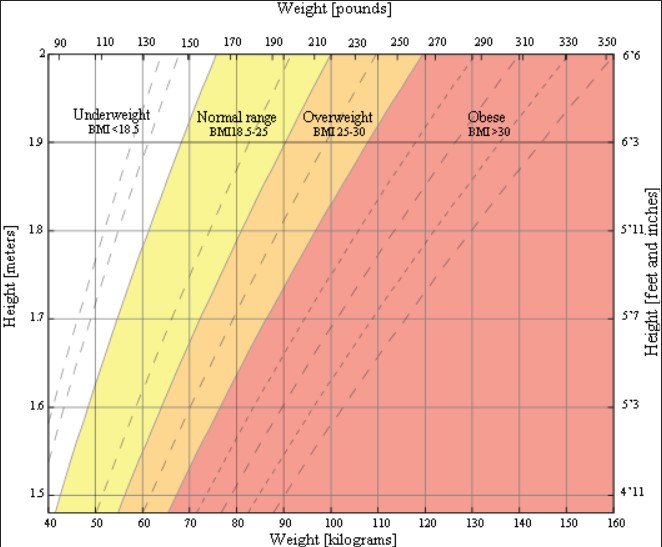 Weight [pounds]
90 110 130 150 170 190 210 230 250 270 290 310 330 350
2 6"6
Underweight Normal range Overweight Obese
BMI <18.5 BMI18.5-25 BMI 25-30 BMI >30
1.9 6"3
1.8 5"11
1.7 5"7
1.6 5"3
1.5 4"11
Height [meters]
Height [feet and inches]
40 50 60 70 80 90 100 110 120 130 140 150 160
Weight [kilograms]